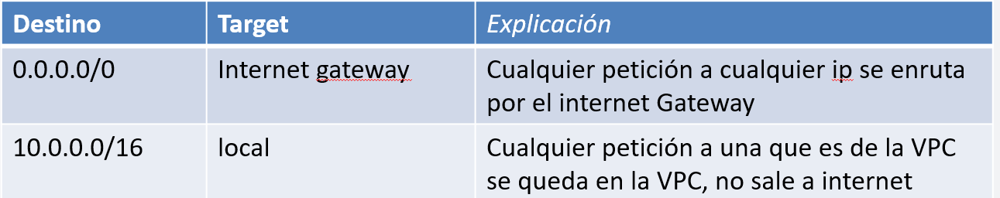 Destino Target Explicación
0.0.0.0/0 Internet gateway Cualquier petición a cualquier ip se enruta
por el internet Gateway
10.0.0.0/16 local Cualquier petición a una que es de la VPC
se queda en la VPC, no sale a internet